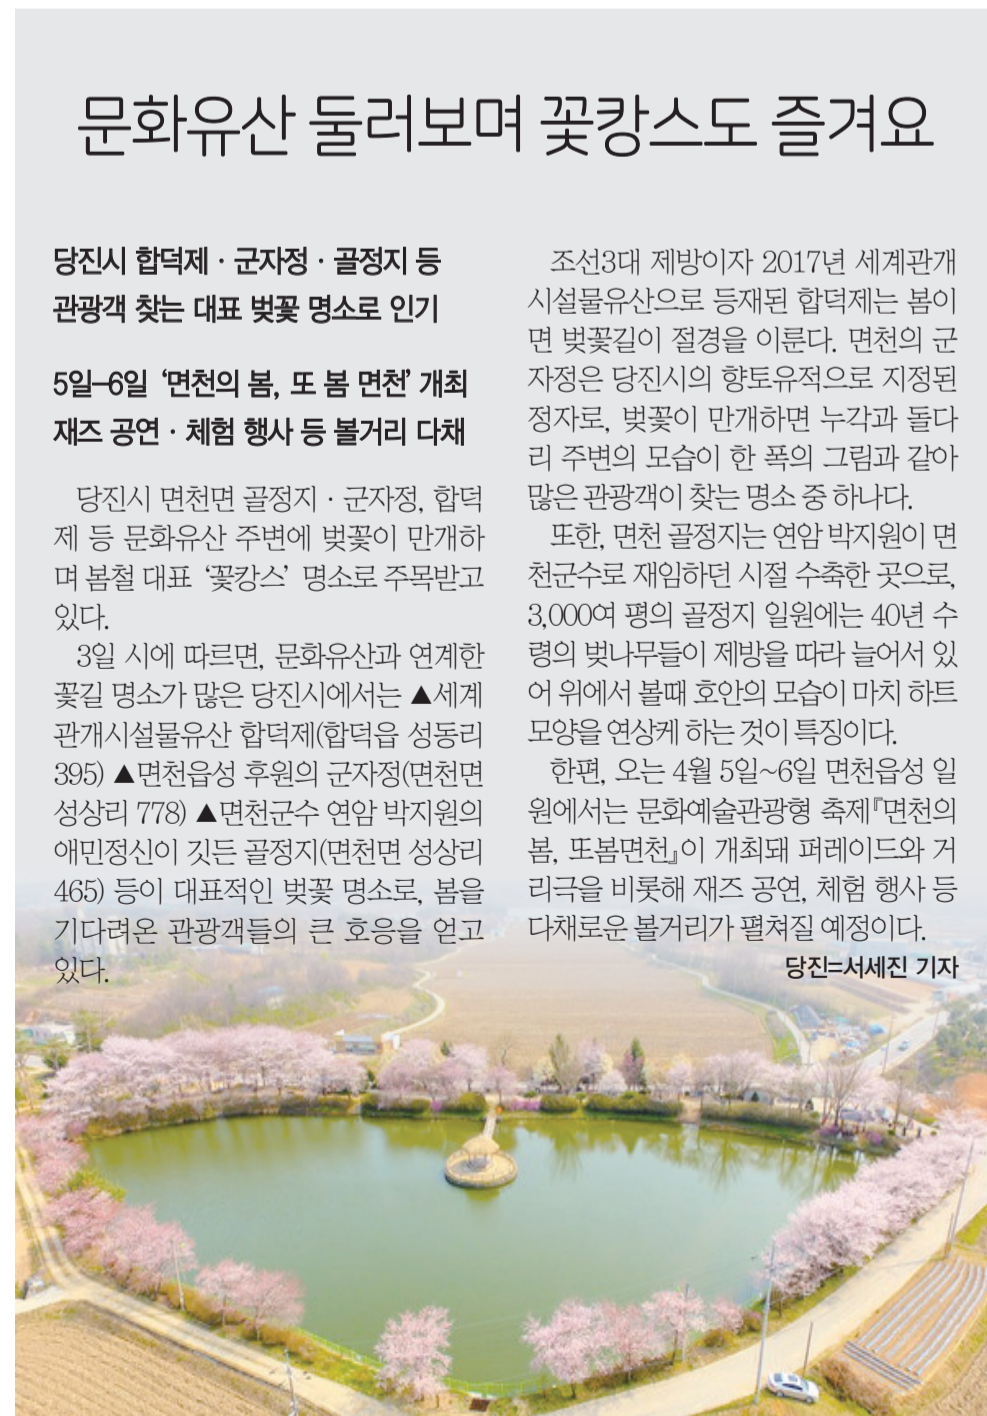 문화유산 둘러보며 꽃캉스도 즐겨요
당진시 합덕제 · 군자정 · 골정지 등
관광객 찾는 대표 벚꽃 명소로 인기
5일–6일 ‘면천의 봄, 또 봄 면천’ 개최
재즈 공연 · 체험 행사 등 볼거리 다채
당진시 면천면 골정지 · 군자정, 합덕
제 등 문화유산 주변에 벚꽃이 만개하
며 봄철 대표 ‘꽃캉스’ 명소로 주목받고
있다.
3일 시에 따르면, 문화유산과 연계한
꽃길 명소가 많은 당진시에서는 ▲세계
관개시설물유산 합덕제(합덕읍 성동리
395) ▲면천읍성 후원의 군자정(면천면
성상리 778) ▲면천군수 연암 박지원의
애민정신이 깃든 골정지(면천면 성상리
465) 등이 대표적인 벚꽃 명소로, 봄을
기다려온 관광객들의 큰 호응을 얻고
있다.
조선3대 제방이자 2017년 세계관개
시설물유산으로 등재된 합덕제는 봄이
면 벚꽃길이 절경을 이룬다. 면천의 군
자정은 당진시의 향토유적으로 지정된
정자로, 벚꽃이 만개하면 누각과 돌다
리 주변의 모습이 한 폭의 그림과 같아
많은 관광객이 찾는 명소 중 하나다.
또한, 면천 골정지는 연암 박지원이 면
천군수로 재임하던 시절 수축한 곳으로,
3,000여 평의 골정지 일원에는 40년 수
령의 벚나무들이 제방을 따라 늘어서 있
어 위에서 볼때 호안의 모습이 마치 하트
모양을 연상케 하는 것이 특징이다.
한편, 오는 4월 5일~6일 면천읍성 일
원에서는 문화예술관광형 축제『면천의
봄, 또봄면천』이 개최돼 퍼레이드와 거
리극을 비롯해 재즈 공연, 체험 행사 등
다채로운 볼거리가 펼쳐질 예정이다.
당진=서세진 기자